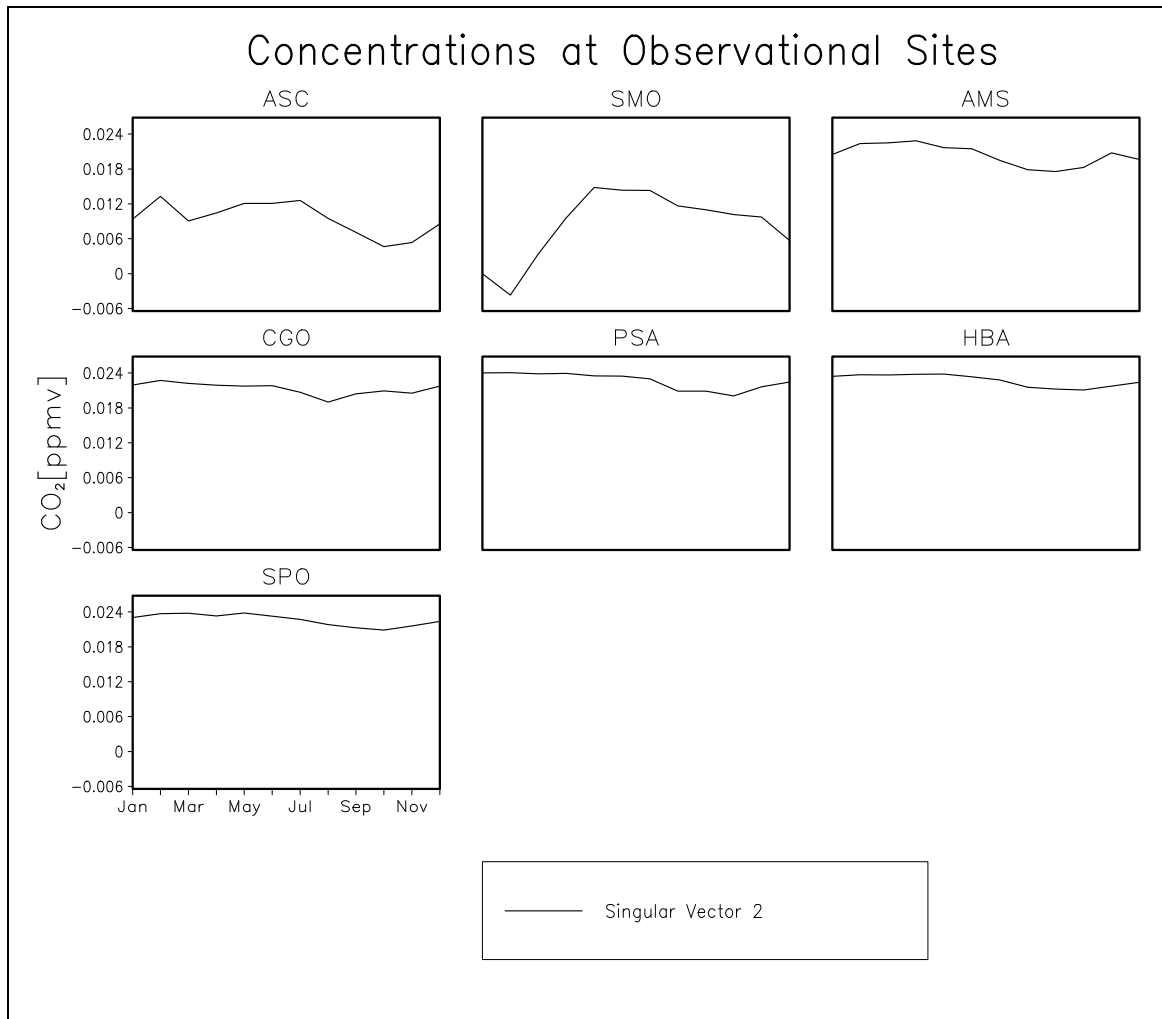 Concentrations at Observational Sites
ASC SMO AMS
0.024
0.018
0.012
0.006
0
−0.006
CGO PSA HBA
0.024
0.018
0.012
0.006
0
−0.006
CO₂[ppmv]
SPO
0.024
0.018
0.012
0.006
0
−0.006
Jan Mar May Jul Sep Nov
Singular Vector 2